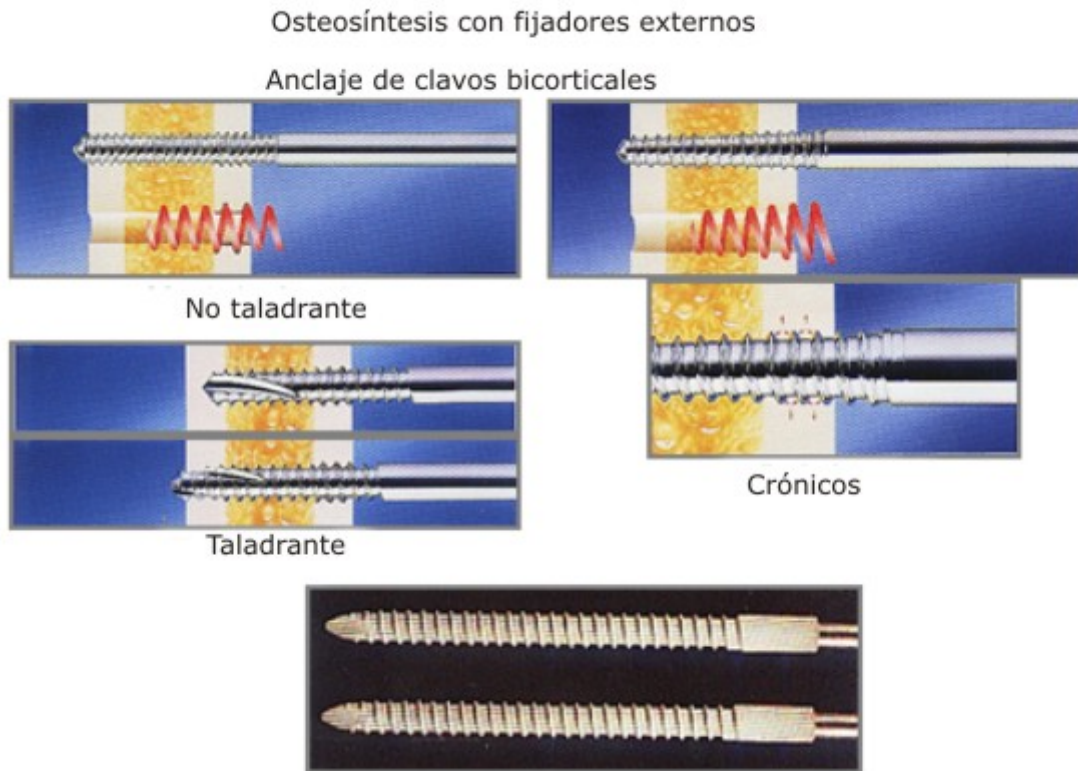 Osteosíntesis con fijadores externos
Anclaje de clavos bicorticales
No taladrante
Crónicos
Taladrante